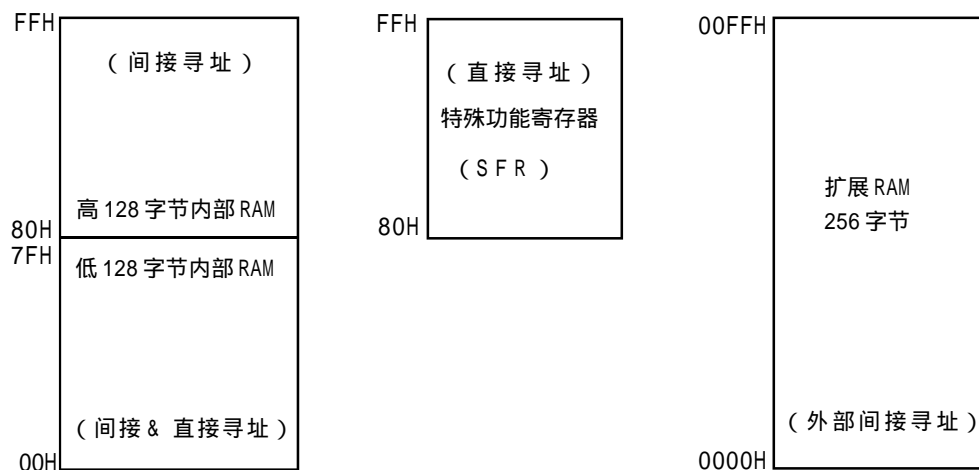 FFH
(间接寻址)
高128字节内部RAM
80H
7FH
低128字节内部RAM
(间接& 直接寻址)
00H
FFH
(直接寻址)
特殊功能寄存器
(SFR)
80H
00FFH
扩展RAM
256字节
(外部间接寻址)
0000H